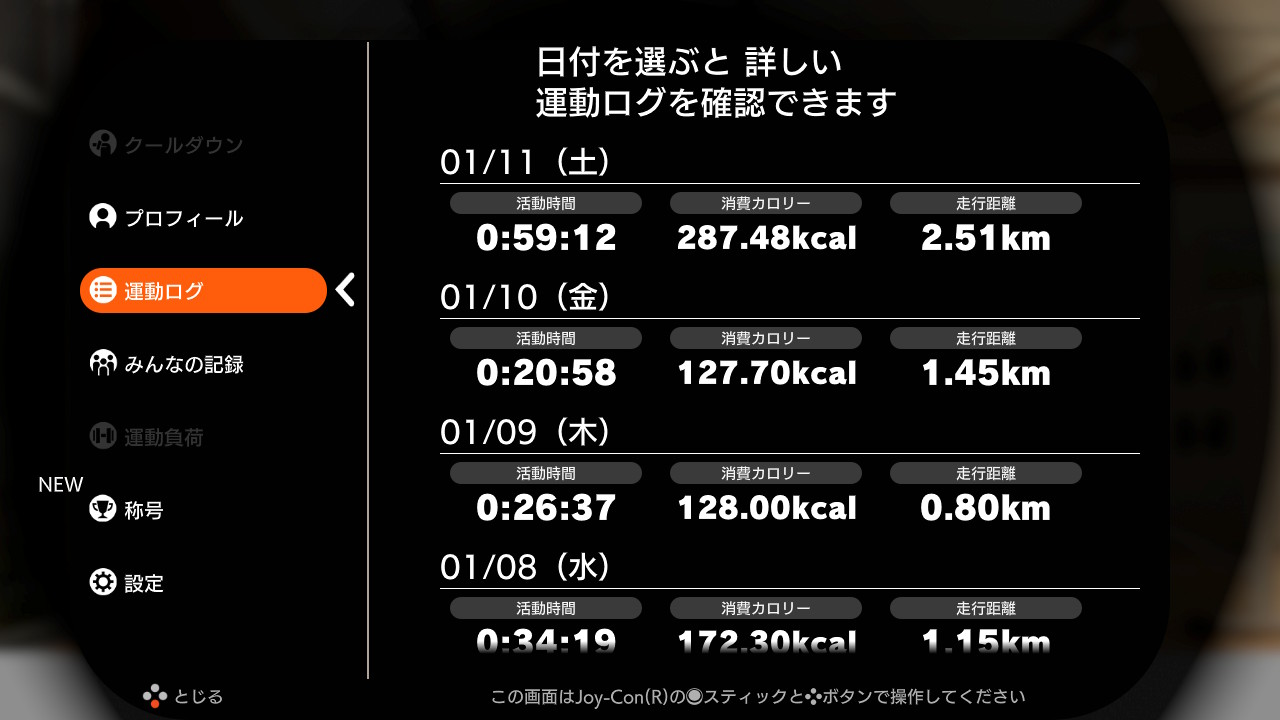 日付を選ぶと 詳しい
運動ログを確認できます
クールダウン
プロフィール
運動ログ
みんなの記録
運動負荷
NEW
称号
設定
01/11（土）
活動時間 消費カロリー 走行距離
0:59:12 287.48kcal 2.51km
01/10（金）
活動時間 消費カロリー 走行距離
0:20:58 127.70kcal 1.45km
01/09（木）
活動時間 消費カロリー 走行距離
0:26:37 128.00kcal 0.80km
01/08（水）
活動時間 消費カロリー 走行距離
0:34:19 172.30kcal 1.15km
とじる
この画面はJoy-Con(R)のスティックとボタンで操作してください